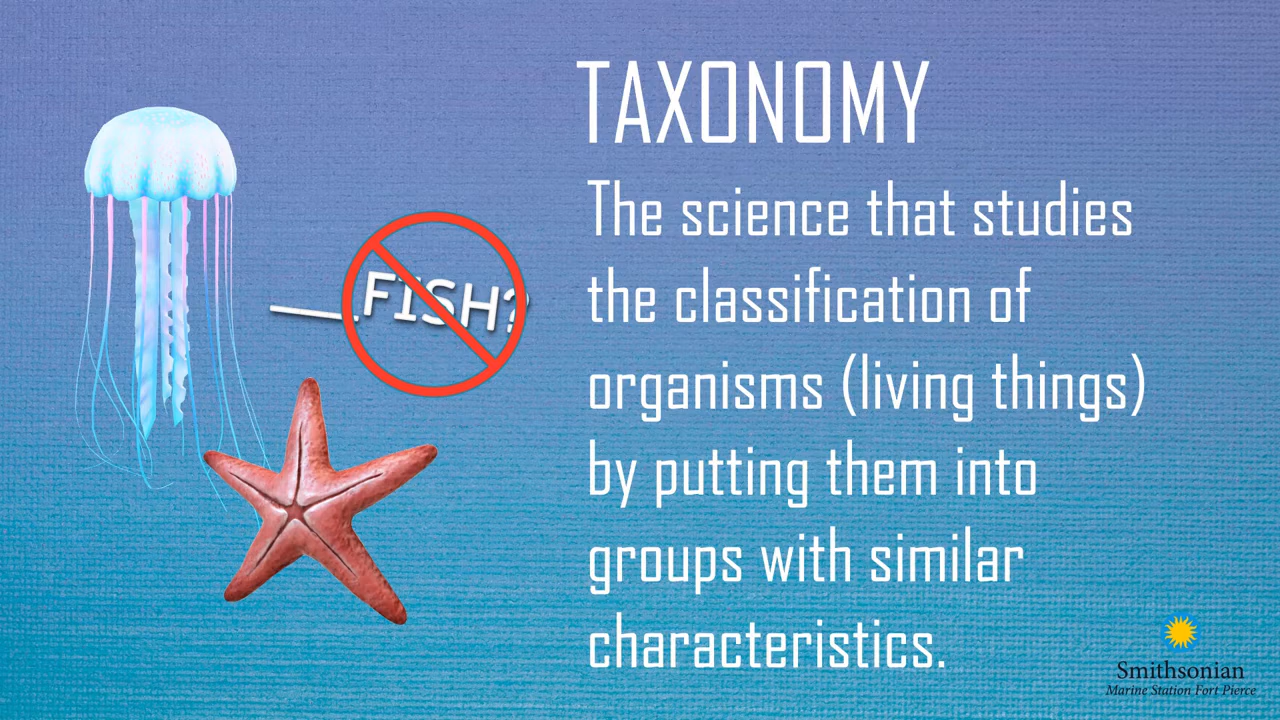 TAXONOMY
The science that studies
the classification of
organisms (living things)
by putting them into
groups with similar
characteristics.
__FISH?
Smithsonian
Marine Station Fort Pierce